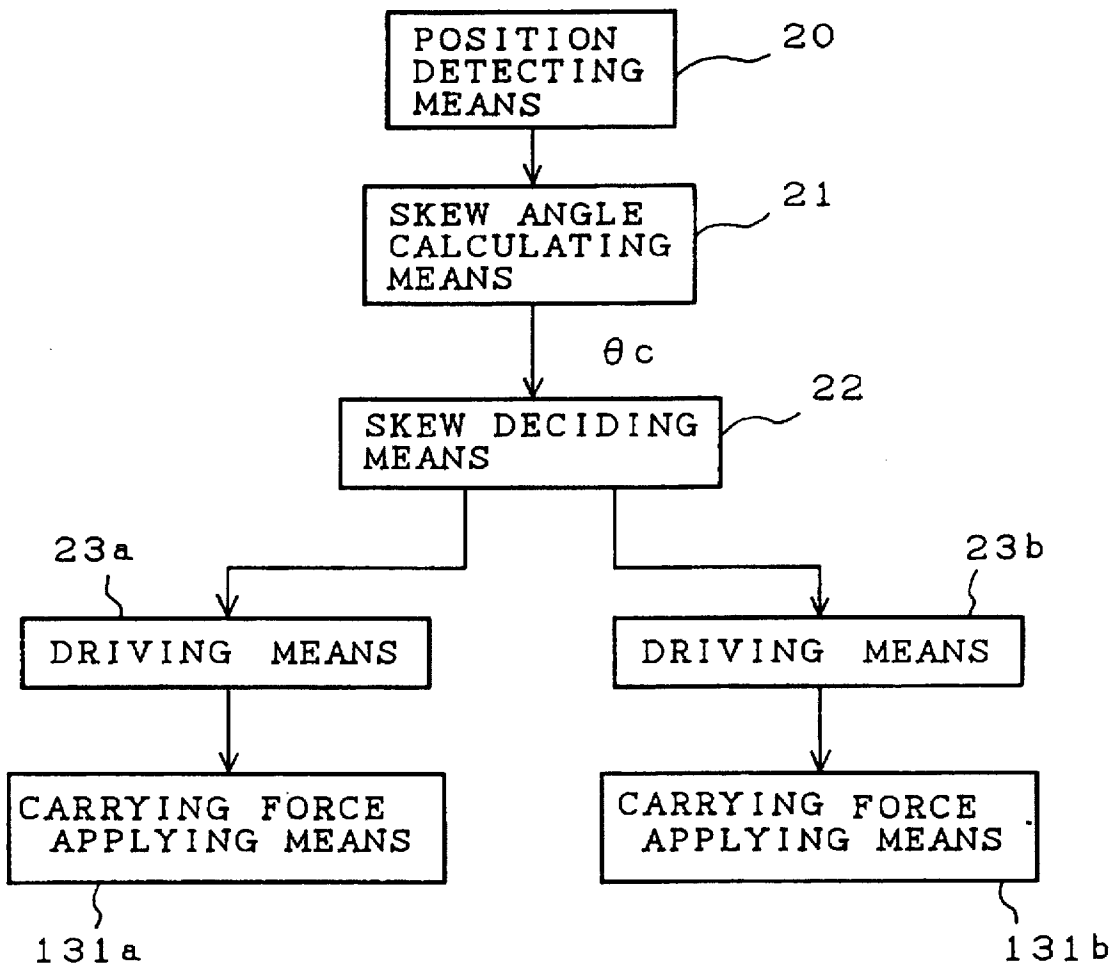 POSITION
DETECTING
MEANS
20
SKEW ANGLE
CALCULATING
MEANS
21
θc
22
SKEW DECIDING
MEANS
23a
23b
DRIVING MEANS
DRIVING MEANS
CARRYING FORCE
APPLYING MEANS
CARRYING FORCE
APPLYING MEANS
131a
131b